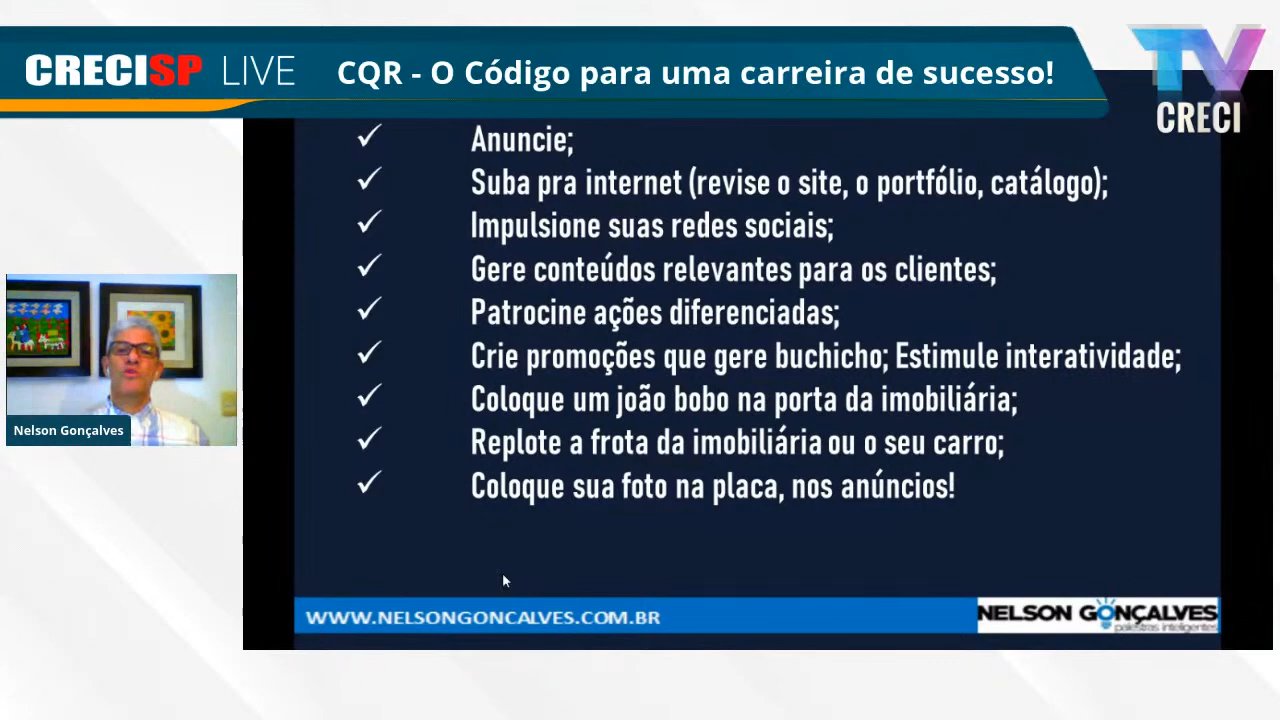 CRECISP LIVE
CQR - O Código para uma carreira de sucesso!
TV
CRECI
✓ Anuncie;
✓ Suba pra internet (revise o site, o portfólio, catálogo);
✓ Impulsione suas redes sociais;
✓ Gere conteúdos relevantes para os clientes;
✓ Patrocine ações diferenciadas;
✓ Crie promoções que gere buchicho; Estimule interatividade;
✓ Coloque um joão bobo na porta da imobiliária;
✓ Replote a frota da imobiliária ou o seu carro;
✓ Coloque sua foto na placa, nos anúncios!
Nelson Gonçalves
WWW.NELSONGONCALVES.COM.BR
NELSON GONÇALVES
palestras inteligentes